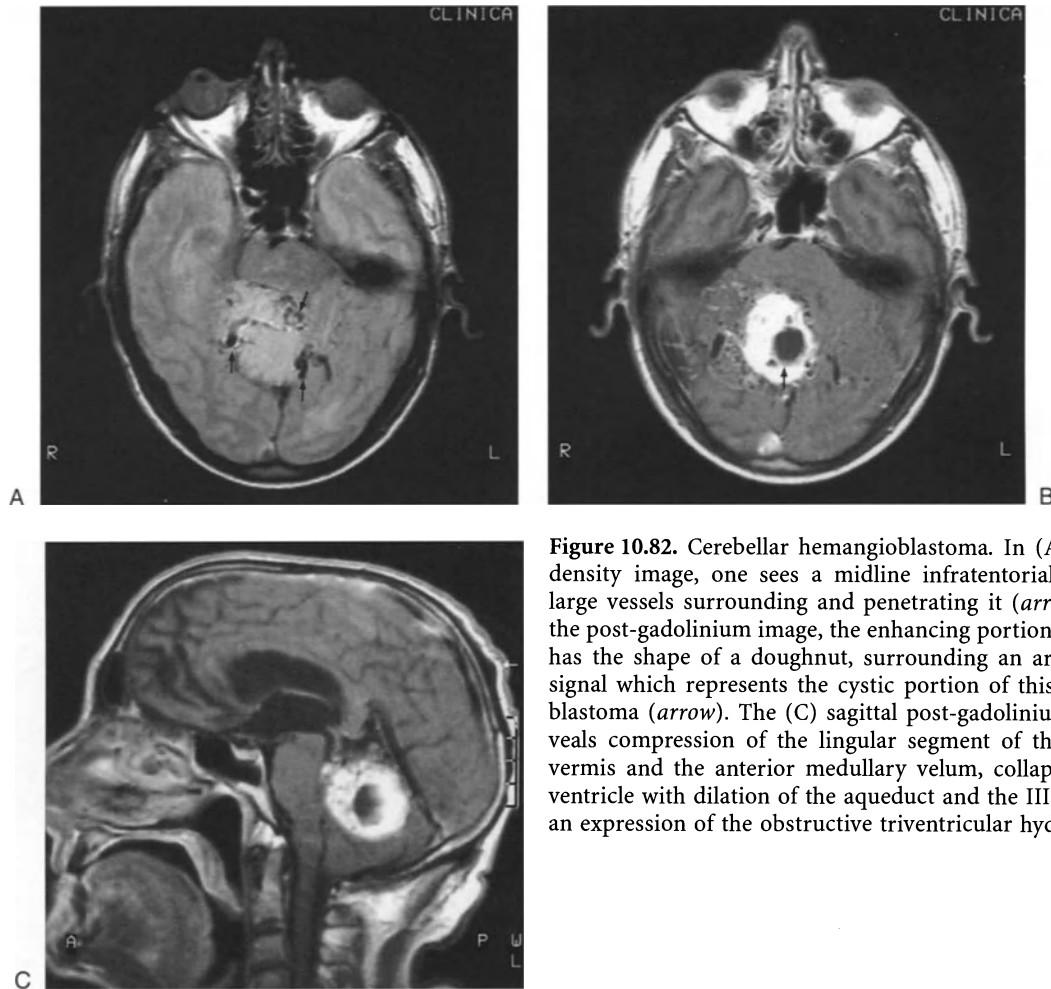 CLINICA
CLINICA
R
L
R
L
A
B
Figure 10.82. Cerebellar hemangioblastoma. In (A
density image, one sees a midline infratentorial
large vessels surrounding and penetrating it (arr
the post-gadolinium image, the enhancing portion
has the shape of a doughnut, surrounding an ar
signal which represents the cystic portion of this
blastoma (arrow). The (C) sagittal post-gadoliniu
veals compression of the lingular segment of th
vermis and the anterior medullary velum, collap
ventricle with dilation of the aqueduct and the III
an expression of the obstructive triventricular hyd
A
P W
L
C